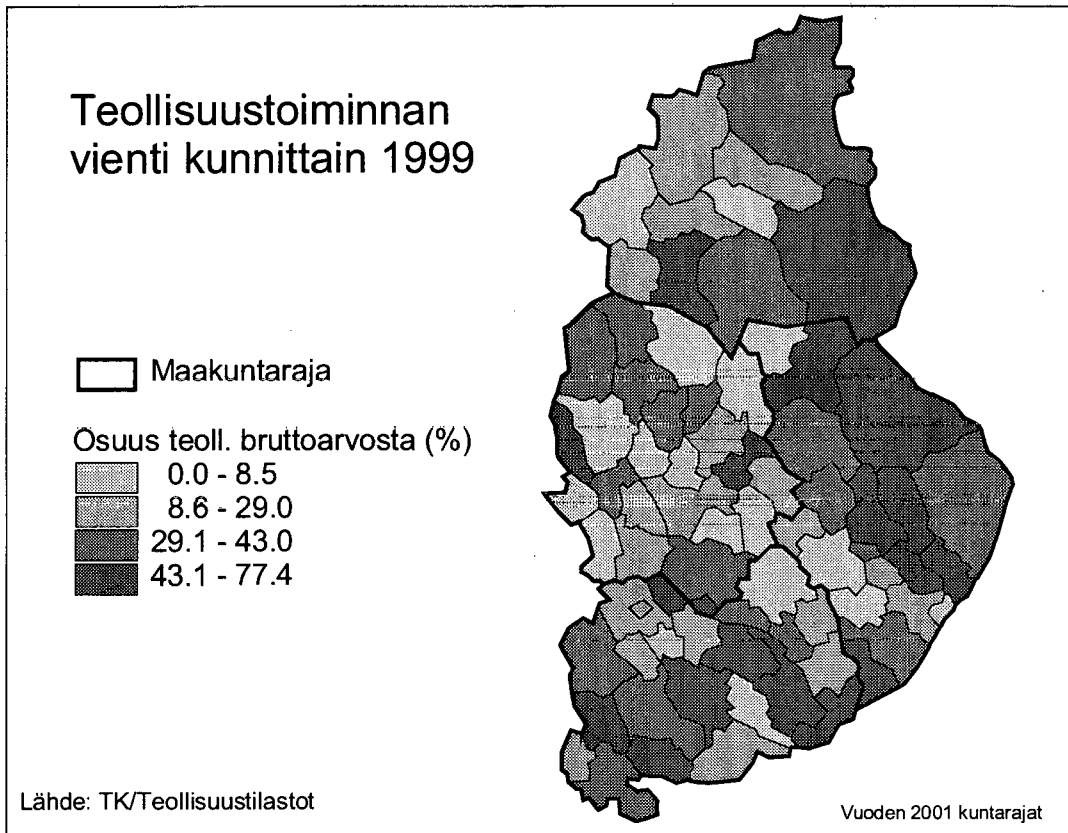 Teollisuustoiminnan
vienti kunnittain 1999
Maakuntaraja
Osuus teoll. bruttoarvosta (%)
0.0 - 8.5
8.6 - 29.0
29.1 - 43.0
43.1 - 77.4
Lähde: TK/Teollisuustilastot
Vuoden 2001 kuntarajat